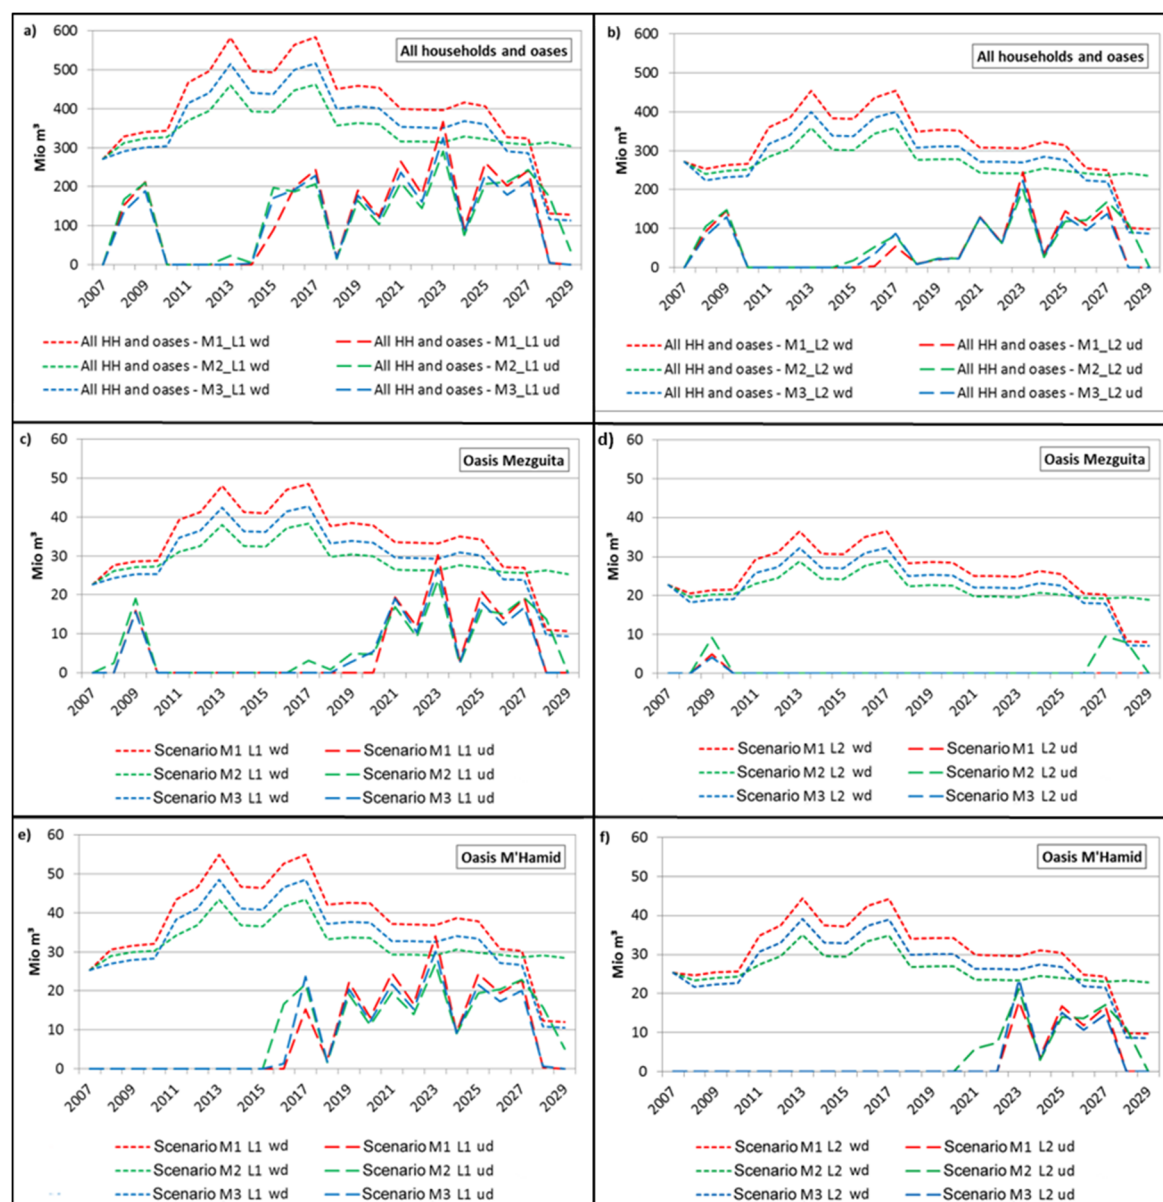 a)
All households and oases
Mio m³
600
500
400
300
200
100
0
2007 2009 2011 2013 2015 2017 2019 2021 2023 2025 2027 2029
All HH and oases - M1_L1 wd All HH and oases - M1_L1 ud
All HH and oases - M2_L1 wd All HH and oases - M2_L1 ud
All HH and oases - M3_L1 wd All HH and oases - M3_L1 ud
b)
All households and oases
Mio m³
600
500
400
300
200
100
0
2007 2009 2011 2013 2015 2017 2019 2021 2023 2025 2027 2029
All HH and oases - M1_L2 wd All HH and oases - M1_L2 ud
All HH and oases - M2_L2 wd All HH and oases - M2_L2 ud
All HH and oases - M3_L2 wd All HH and oases - M3_L2 ud
c)
Oasis Mezguita
Mio m³
60
50
40
30
20
10
0
2007 2009 2011 2013 2015 2017 2019 2021 2023 2025 2027 2029
Scenario M1 L1 wd Scenario M1 L1 ud
Scenario M2 L1 wd Scenario M2 L1 ud
Scenario M3 L1 wd Scenario M3 L1 ud
d)
Oasis Mezguita
Mio m³
60
50
40
30
20
10
0
2007 2009 2011 2013 2015 2017 2019 2021 2023 2025 2027 2029
Scenario M1 L2 wd Scenario M1 L2 ud
Scenario M2 L2 wd Scenario M2 L2 ud
Scenario M3 L2 wd Scenario M3 L2 ud
e)
Oasis M'Hamid
Mio m³
60
50
40
30
20
10
0
2007 2009 2011 2013 2015 2017 2019 2021 2023 2025 2027 2029
Scenario M1 L1 wd Scenario M1 L1 ud
Scenario M2 L1 wd Scenario M2 L1 ud
Scenario M3 L1 wd Scenario M3 L1 ud
f)
Oasis M'Hamid
Mio m³
60
50
40
30
20
10
0
2007 2009 2011 2013 2015 2017 2019 2021 2023 2025 2027 2029
Scenario M1 L2 wd Scenario M1 L2 ud
Scenario M2 L2 wd Scenario M2 L2 ud
Scenario M3 L2 wd Scenario M3 L2 ud